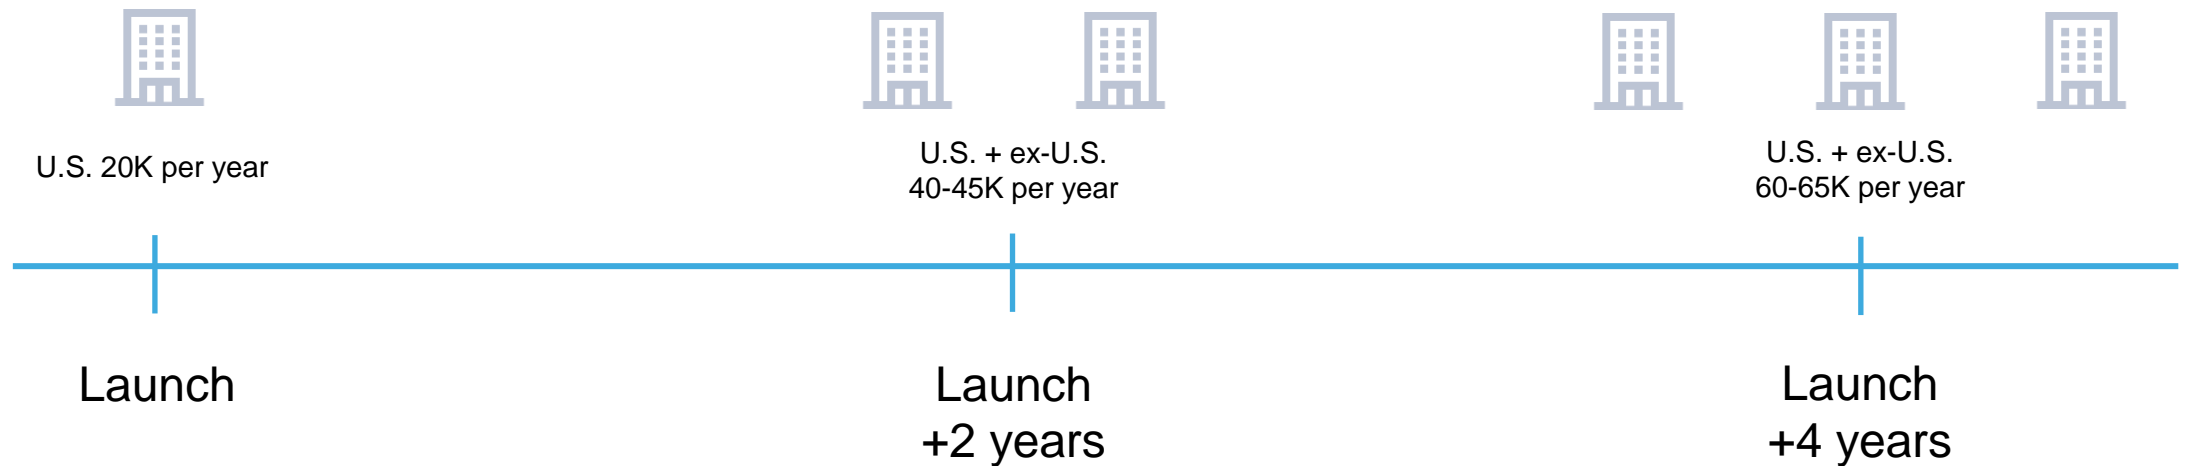 U.S. 20K per year
U.S. + ex-U.S.
40-45K per year
U.S. + ex-U.S.
60-65K per year
Launch
Launch
+2 years
Launch
+4 years